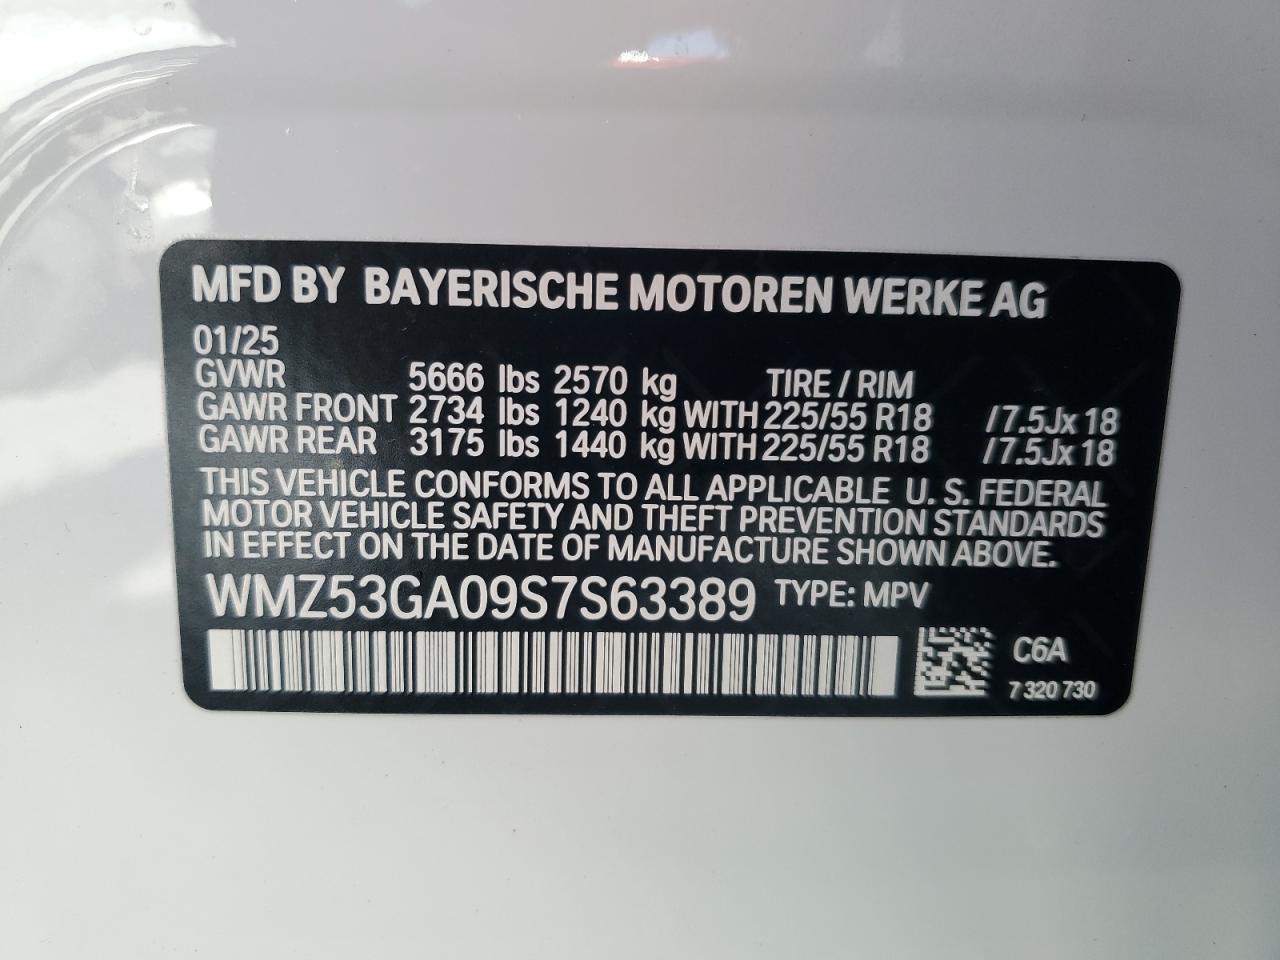 MFD BY BAYERISCHE MOTOREN WERKE AG
01/25
GVWR 5666 lbs 2570 kg TIRE / RIM
GAWR FRONT 2734 lbs 1240 kg WITH 225/55 R18 /7.5Jx 18
GAWR REAR 3175 lbs 1440 kg WITH 225/55 R18 /7.5Jx 18
THIS VEHICLE CONFORMS TO ALL APPLICABLE U. S. FEDERAL
MOTOR VEHICLE SAFETY AND THEFT PREVENTION STANDARDS
IN EFFECT ON THE DATE OF MANUFACTURE SHOWN ABOVE.
WMZ53GA09S7S63389 TYPE: MPV
C6A
7 320 730